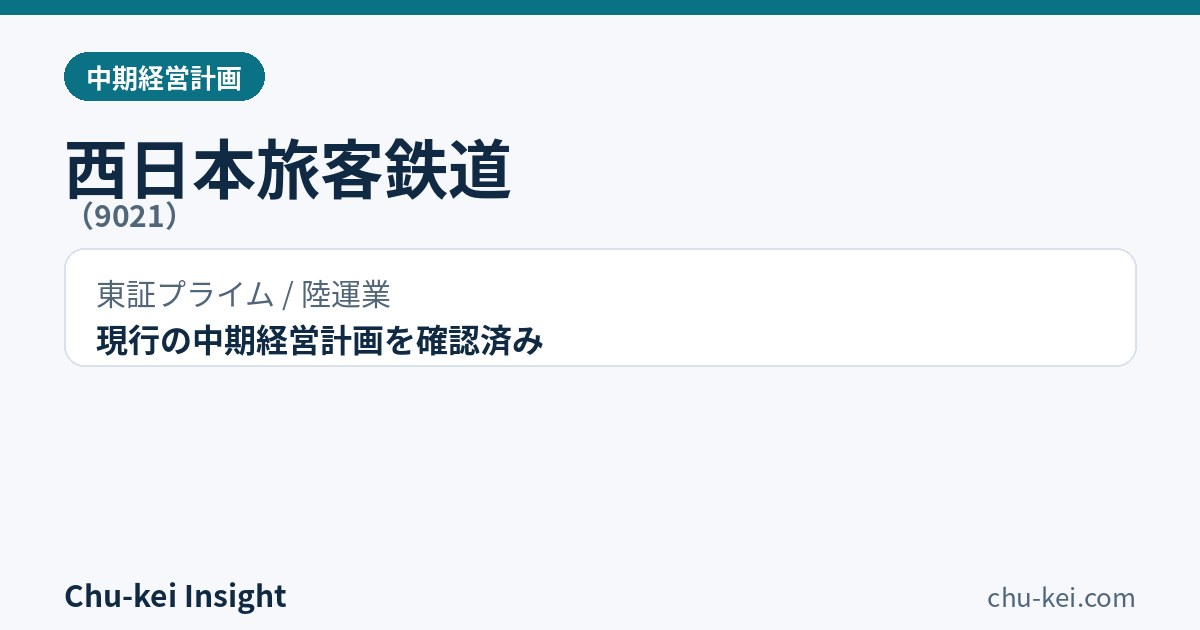 中期経営計画
西日本旅客鉄道
（9021）
東証プライム / 陸運業
現行の中期経営計画を確認済み
Chu-kei Insight
chu-kei.com